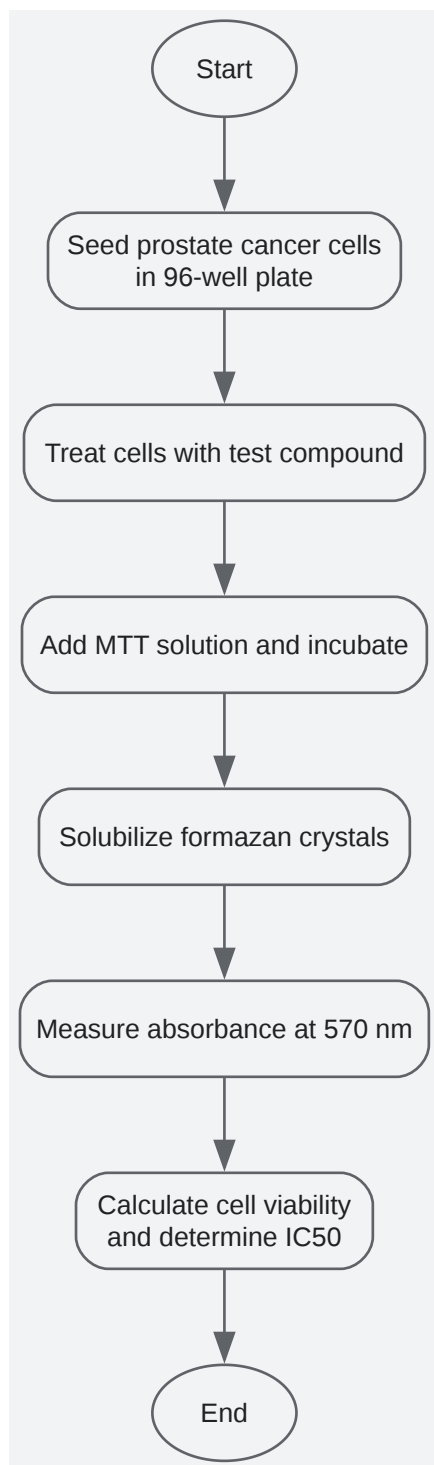 Start
Seed prostate cancer cells
in 96-well plate
Treat cells with test compound
Add MTT solution and incubate
Solubilize formazan crystals
Measure absorbance at 570 nm
Calculate cell viability
and determine IC50
End